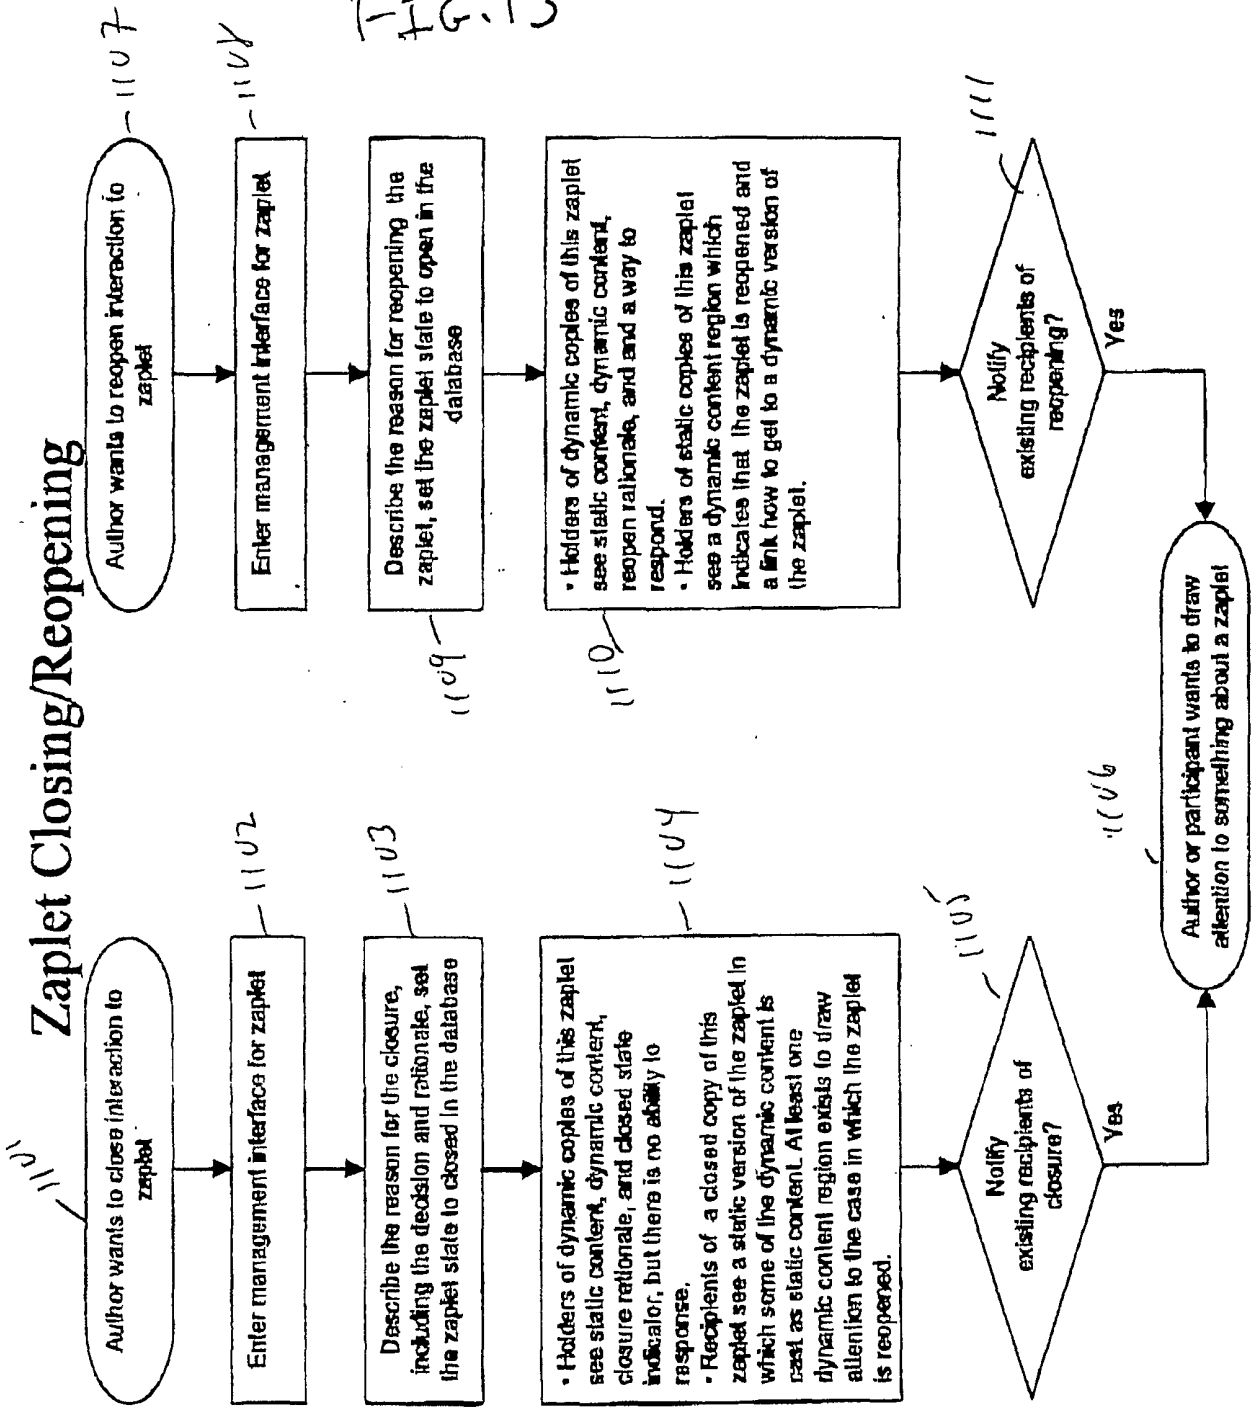 FIG. 13
Zaplet Closing/Reopening
1101
Author wants to close interaction to
zaplet
1102
Enter management interface for zaplet
1103
Describe the reason for the closure,
including the decision and rationale, set
the zaplet state to closed in the database
1104
• Holders of dynamic copies of this zaplet
see static content, dynamic content,
closure rationale, and closed state
indicator, but there is no ability to
response.
• Recipients of a closed copy of this
zaplet see a static version of the zaplet in
which some of the dynamic content is
cast as static content. At least one
dynamic content region exists to draw
attention to the case in which the zaplet
is reopened.
1105
Notify
existing recipients of
closure?
Yes
1106
Author or participant wants to draw
attention to something about a zaplet
1107
Author wants to reopen interaction to
zaplet
1108
Enter management interface for zaplet
1109
Describe the reason for reopening the
zaplet, set the zaplet state to open in the
database
1110
• Holders of dynamic copies of this zaplet
see static content, dynamic content,
reopen rationale, and and a way to
respond.
• Holders of static copies of this zaplet
see a dynamic content region which
indicates that the zaplet is reopened and
a link how to get to a dynamic version of
the zaplet.
1111
Notify
existing recipients of
reopening?
Yes